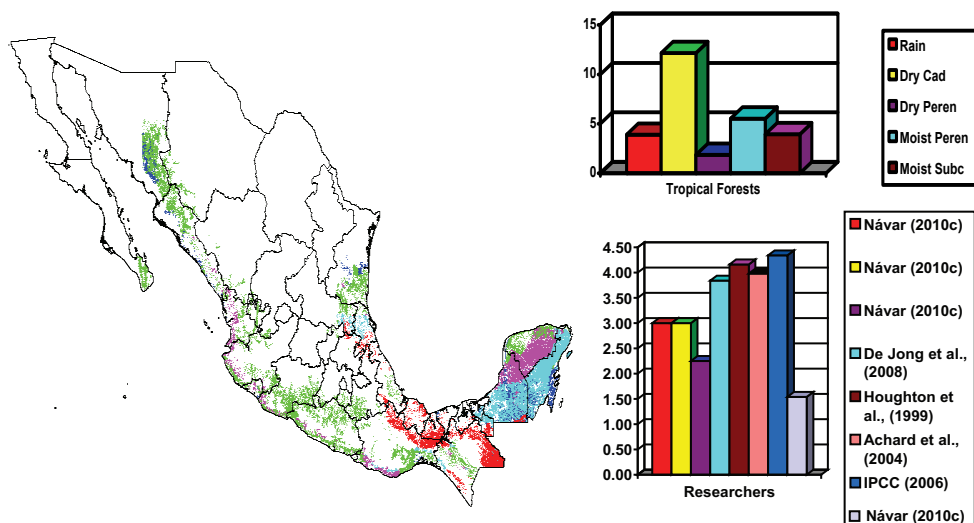 15
10
5
0
Tropical Forests
Rain
Dry Cad
Dry Peren
Moist Peren
Moist Subc
4.50
4.00
3.50
3.00
2.50
2.00
1.50
1.00
0.50
0.00
Researchers
Návar (2010c)
Návar (2010c)
Návar (2010c)
De Jong et al.,
(2008)
Houghton
et al., (1999)
Achard et al.,
(2004)
IPCC (2006)
Návar (2010c)